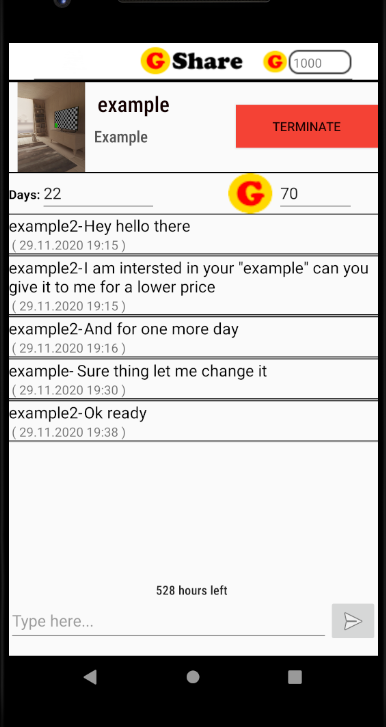 G Share G 1000
example
Example
TERMINATE
Days: 22 G 70
example2-Hey hello there
( 29.11.2020 19:15 )
example2-I am intersted in your "example" can you
give it to me for a lower price
( 29.11.2020 19:15 )
example2-And for one more day
( 29.11.2020 19:16 )
example- Sure thing let me change it
( 29.11.2020 19:30 )
example2-Ok ready
( 29.11.2020 19:38 )
528 hours left
Type here...